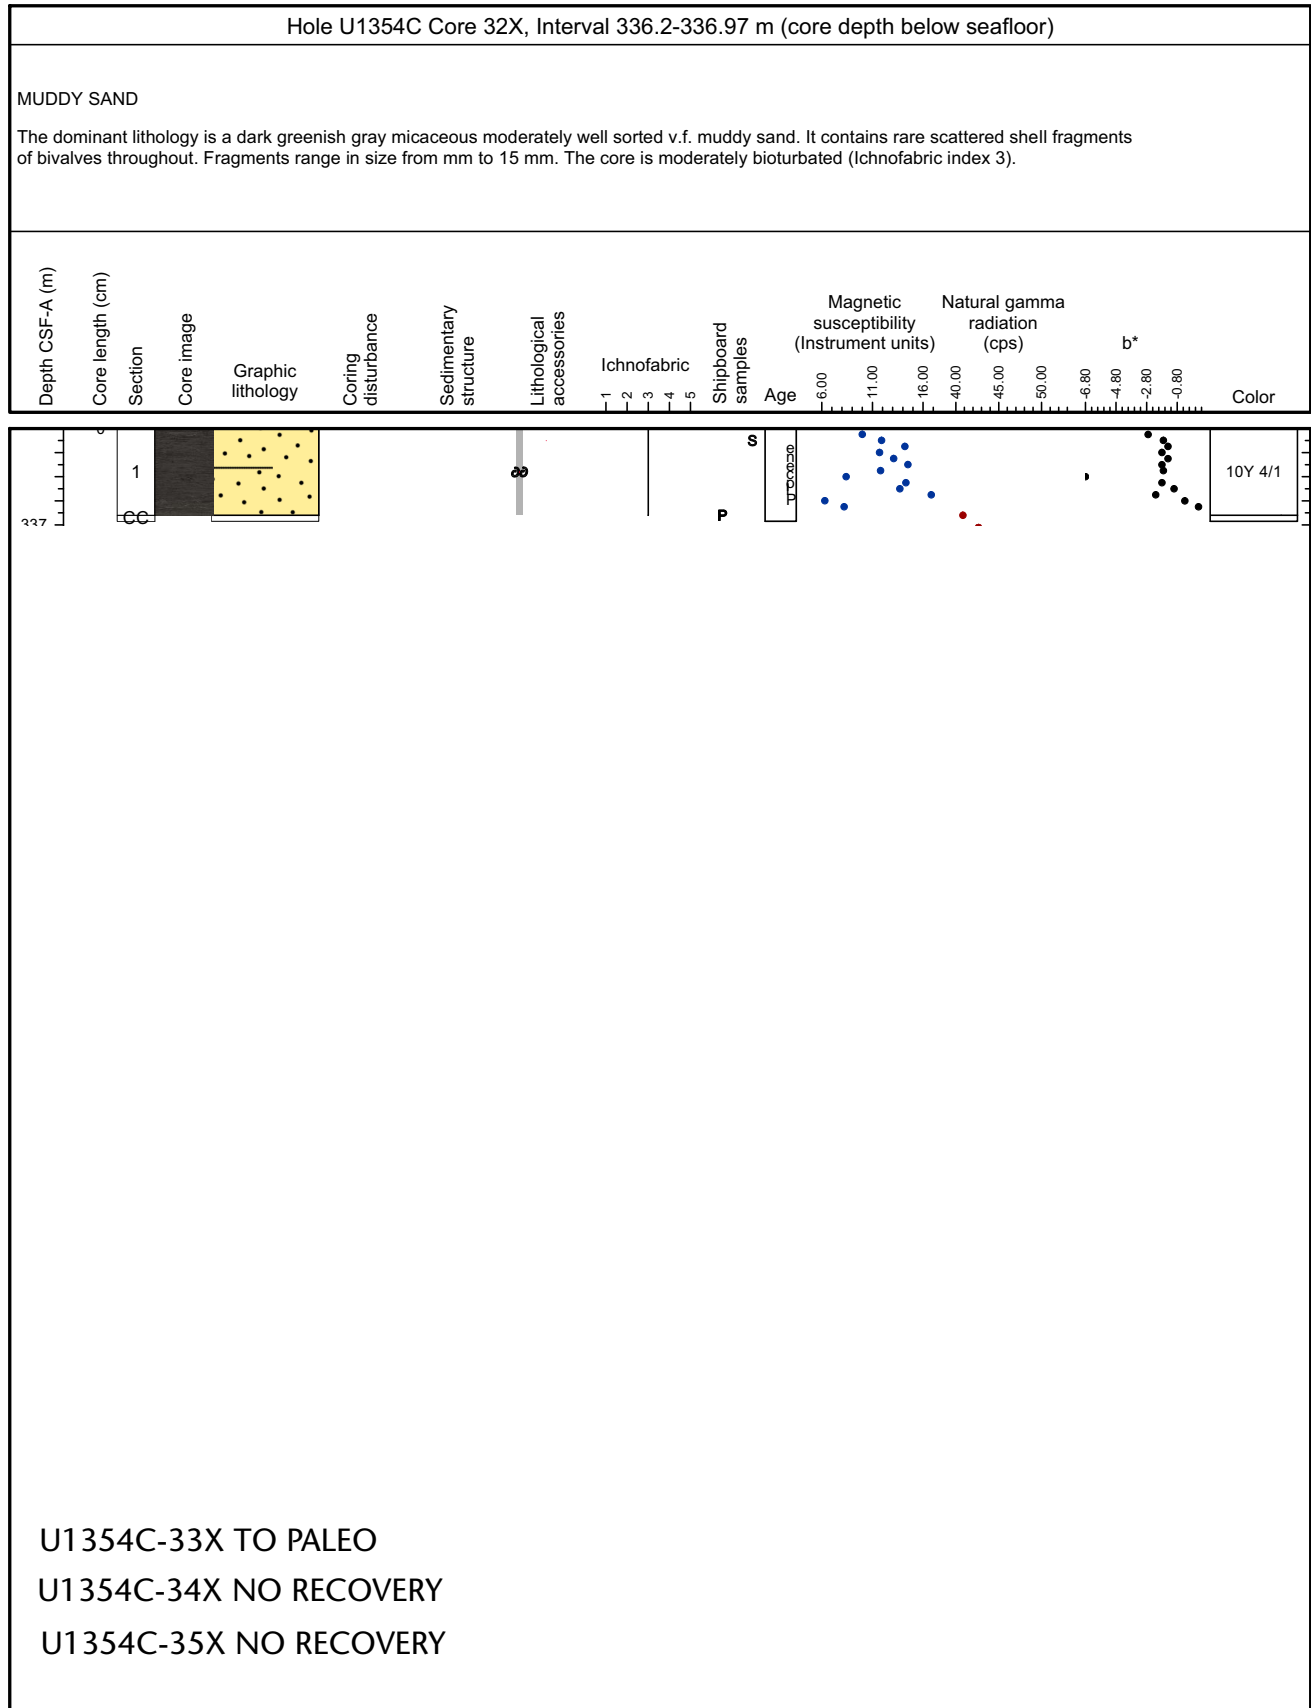 Hole U1354C Core 32X, Interval 336.2-336.97 m (core depth below seafloor)
MUDDY SAND
The dominant lithology is a dark greenish gray micaceous moderately well sorted v.f. muddy sand. It contains rare scattered shell fragments
of bivalves throughout. Fragments range in size from mm to 15 mm. The core is moderately bioturbated (Ichnofabric index 3).
Depth CSF-A (m)
Core length (cm)
Section
Core image
Graphic
lithology
Coring
disturbance
Sedimentary
structure
Lithological
accessories
Ichnofabric
1
2
3
4
5
Shipboard
samples
Age
Magnetic
susceptibility
(Instrument units)
6.00
11.00
16.00
Natural gamma
radiation
(cps)
40.00
45.00
50.00
b*
-6.80
-4.80
-2.80
-0.80
Color
1
S
Pliocene
10Y 4/1
CC
P
337
U1354C-33X TO PALEO
U1354C-34X NO RECOVERY
U1354C-35X NO RECOVERY